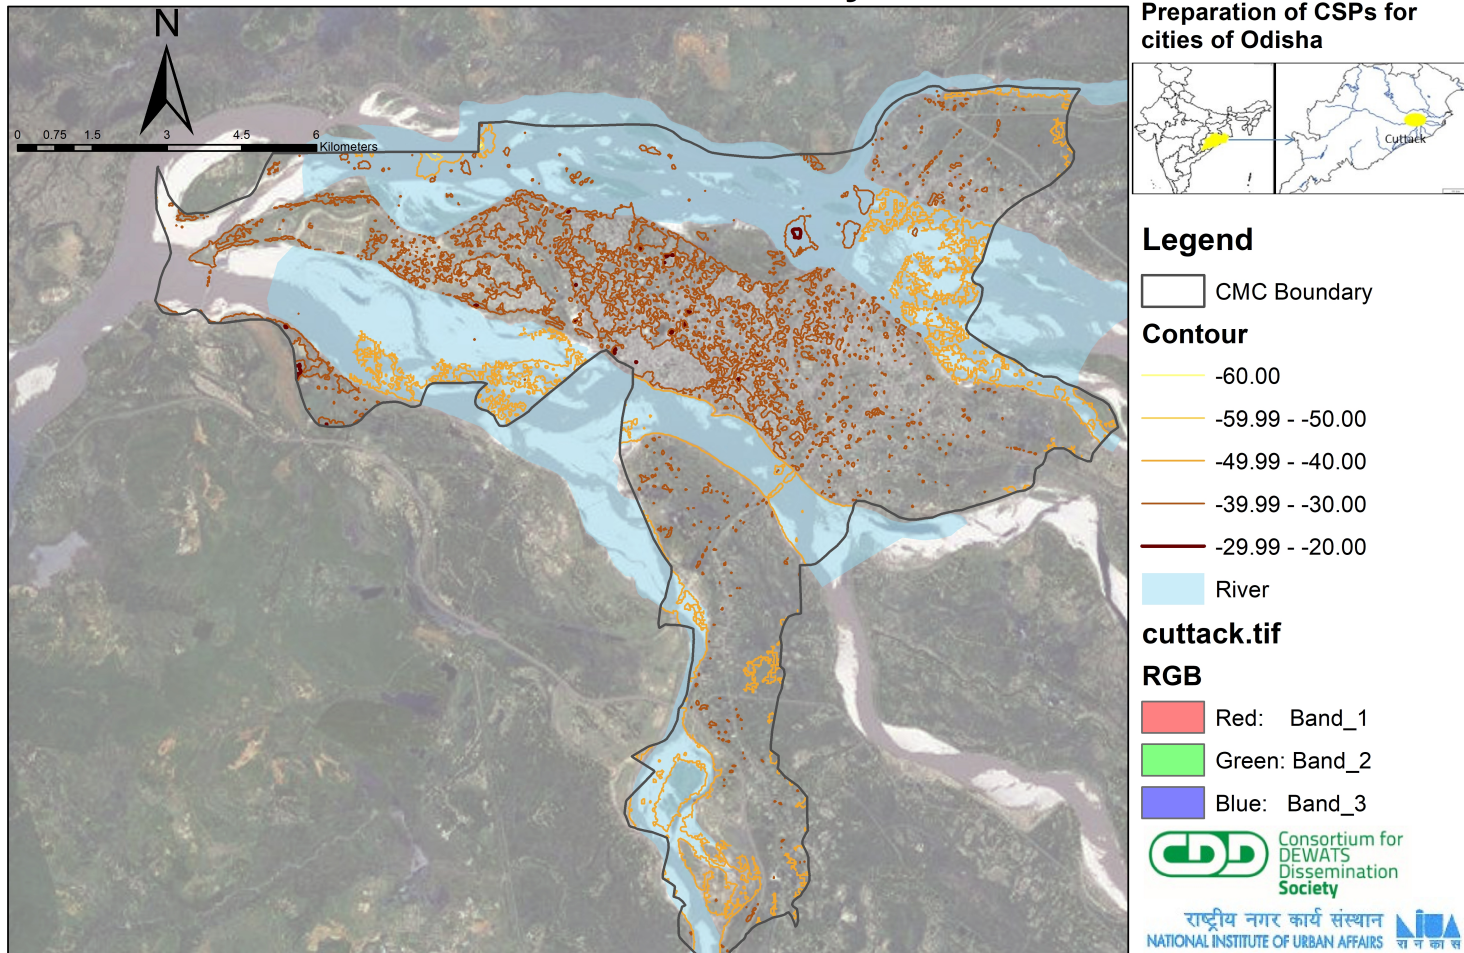 N
0 0.75 1.5 3 4.5 6
Kilometers
Preparation of CSPs for
cities of Odisha
Cuttack
Legend
CMC Boundary
Contour
-60.00
-59.99 - -50.00
-49.99 - -40.00
-39.99 - -30.00
-29.99 - -20.00
River
cuttack.tif
RGB
Red: Band_1
Green: Band_2
Blue: Band_3
CDD
Consortium for
DEWATS
Dissemination
Society
राष्ट्रीय नगर कार्य संस्थान
NATIONAL INSTITUTE OF URBAN AFFAIRS
NIUA
रा न का सं